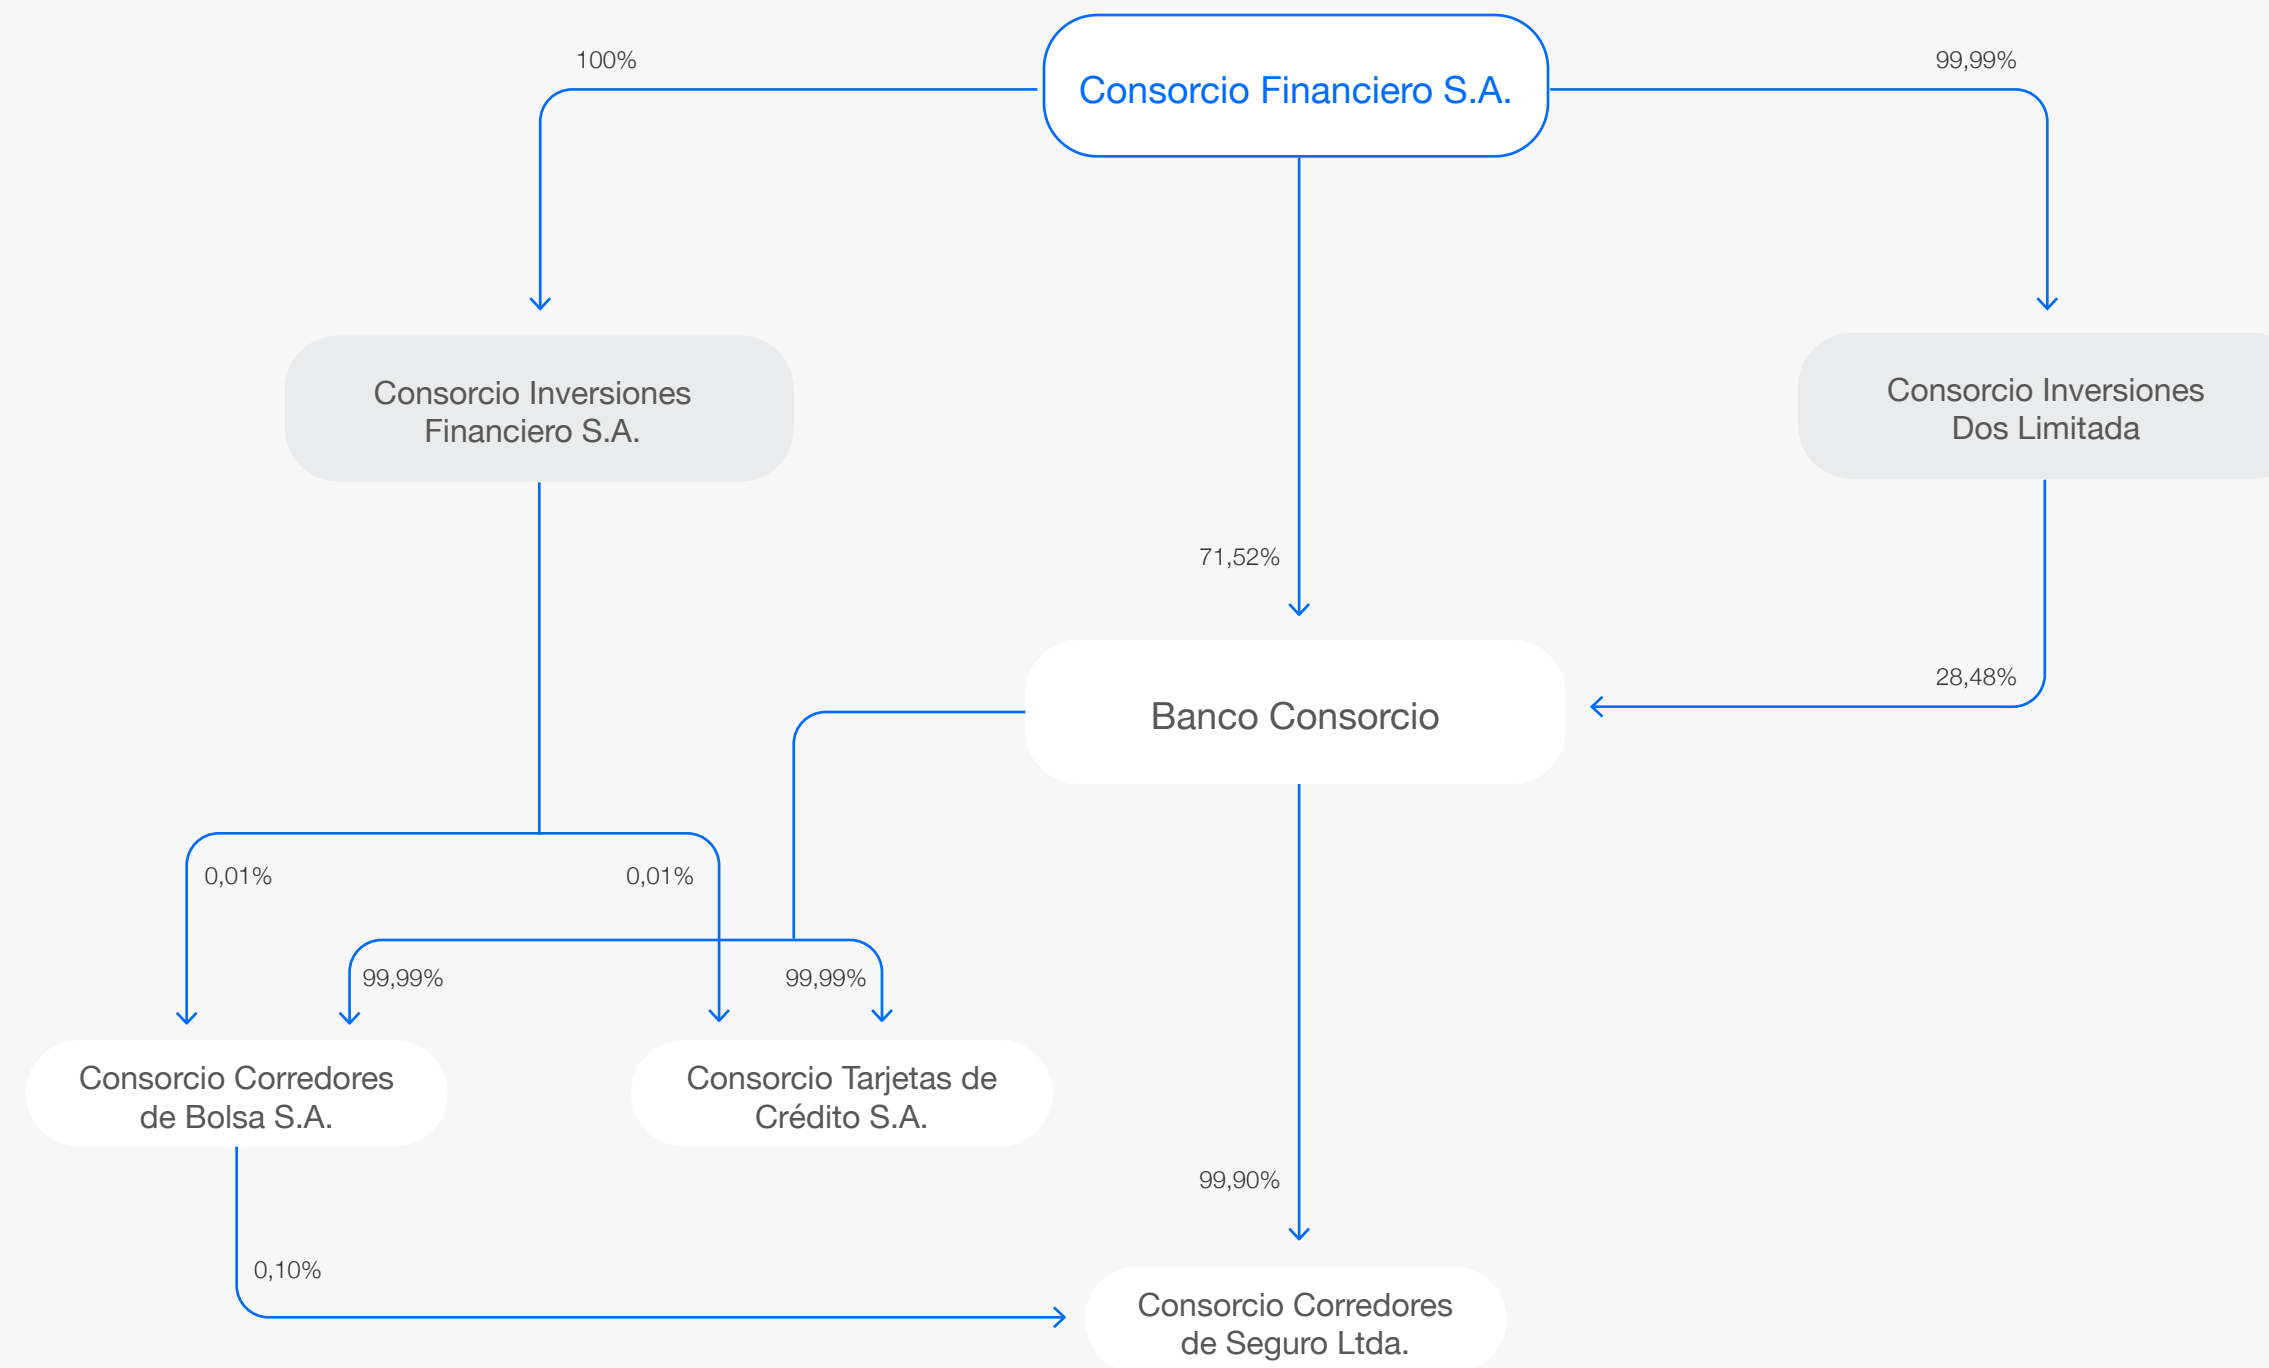 100%
Consorcio Financiero S.A.
99,99%
Consorcio Inversiones
Financiero S.A.
Consorcio Inversiones
Dos Limitada
71,52%
28,48%
Banco Consorcio
0,01%
0,01%
99,99%
99,99%
Consorcio Corredores
de Bolsa S.A.
Consorcio Tarjetas de
Crédito S.A.
99,90%
0,10%
Consorcio Corredores
de Seguro Ltda.